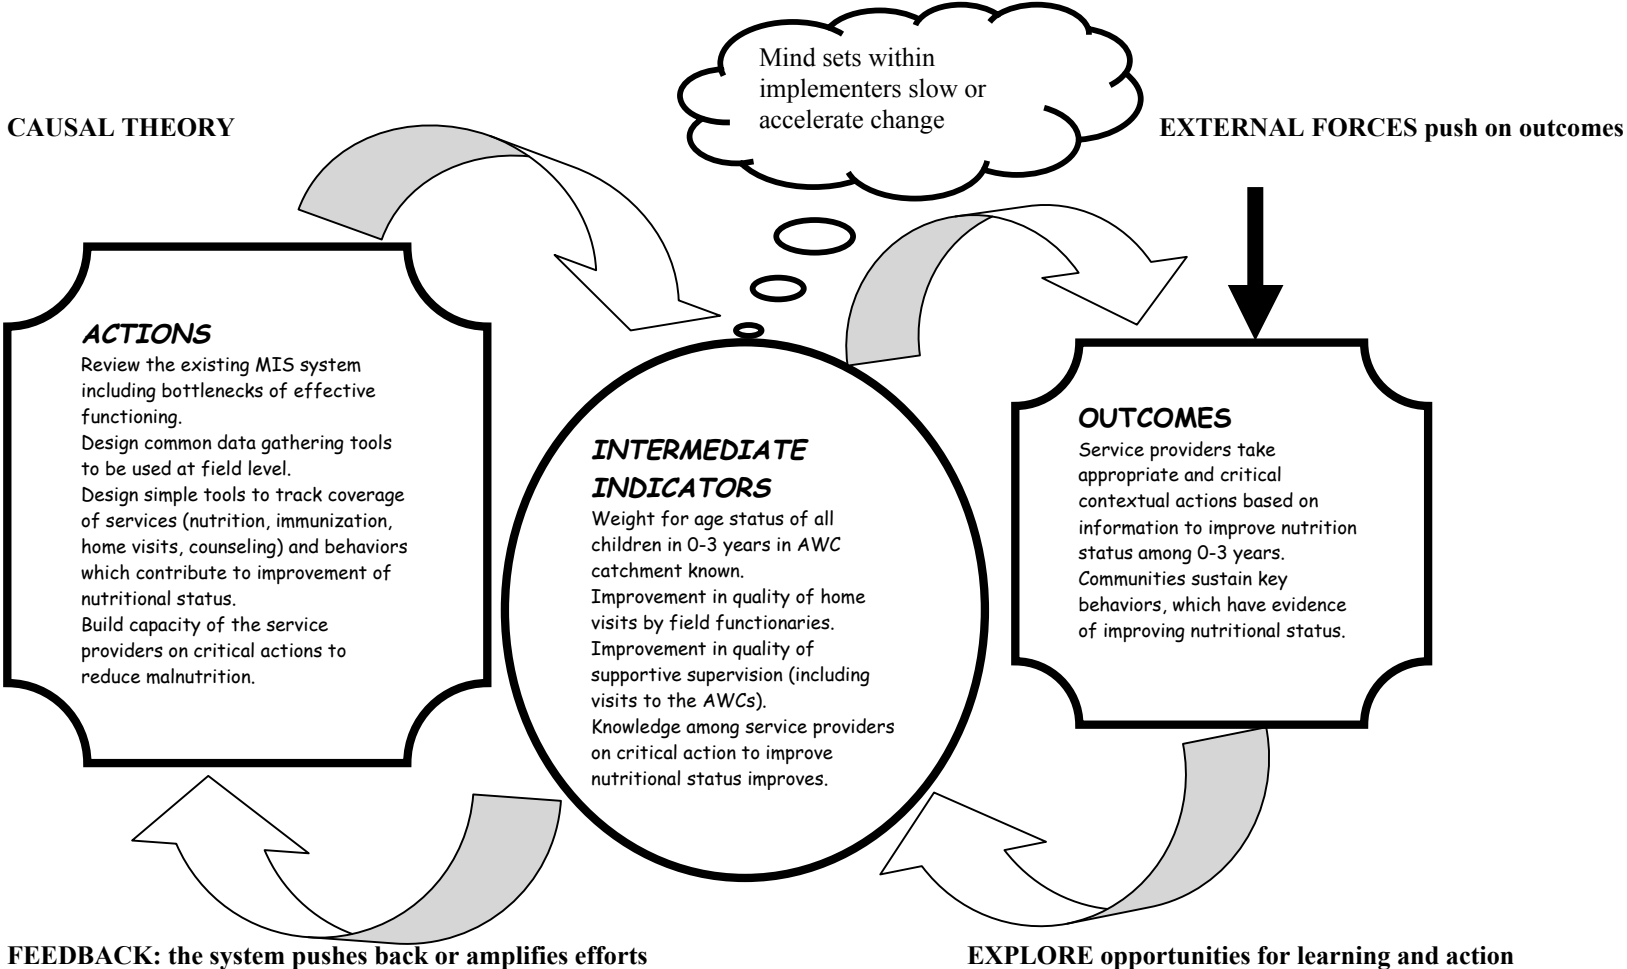 Mind sets within
implementers slow or
accelerate change
CAUSAL THEORY
EXTERNAL FORCES push on outcomes
ACTIONS
Review the existing MIS system
including bottlenecks of effective
functioning.
Design common data gathering tools
to be used at field level.
Design simple tools to track coverage
of services (nutrition, immunization,
home visits, counseling) and behaviors
which contribute to improvement of
nutritional status.
Build capacity of the service
providers on critical actions to
reduce malnutrition.
INTERMEDIATE
INDICATORS
Weight for age status of all
children in 0-3 years in AWC
catchment known.
Improvement in quality of home
visits by field functionaries.
Improvement in quality of
supportive supervision (including
visits to the AWCs).
Knowledge among service providers
on critical action to improve
nutritional status improves.
OUTCOMES
Service providers take
appropriate and critical
contextual actions based on
information to improve nutrition
status among 0-3 years.
Communities sustain key
behaviors, which have evidence
of improving nutritional status.
FEEDBACK: the system pushes back or amplifies efforts
EXPLORE opportunities for learning and action